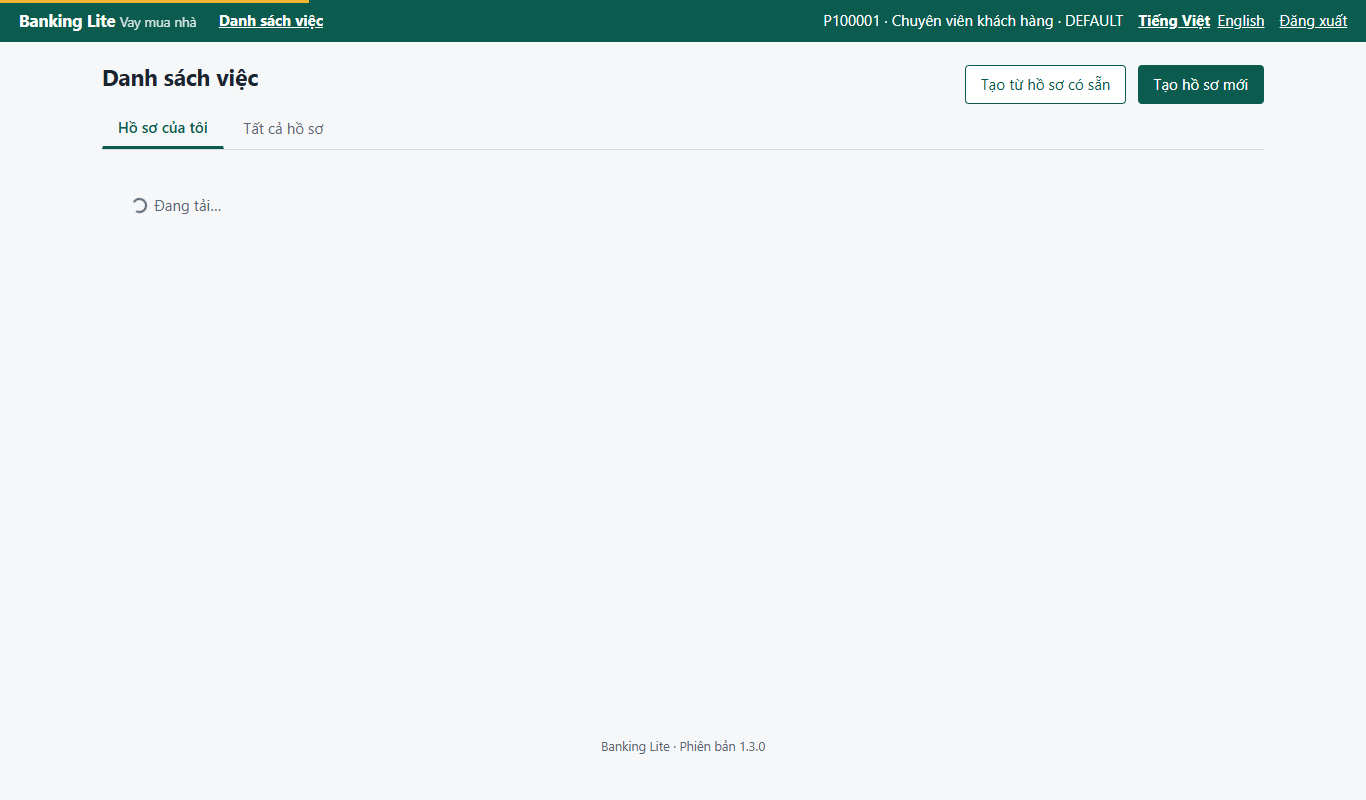 Banking Lite Vay mua nhà Danh sách việc P100001 · Chuyên viên khách hàng · DEFAULT Tiếng Việt English Đăng xuất
Danh sách việc
Tạo từ hồ sơ có sẵn Tạo hồ sơ mới
Hồ sơ của tôi Tất cả hồ sơ
Đang tải...
Banking Lite · Phiên bản 1.3.0